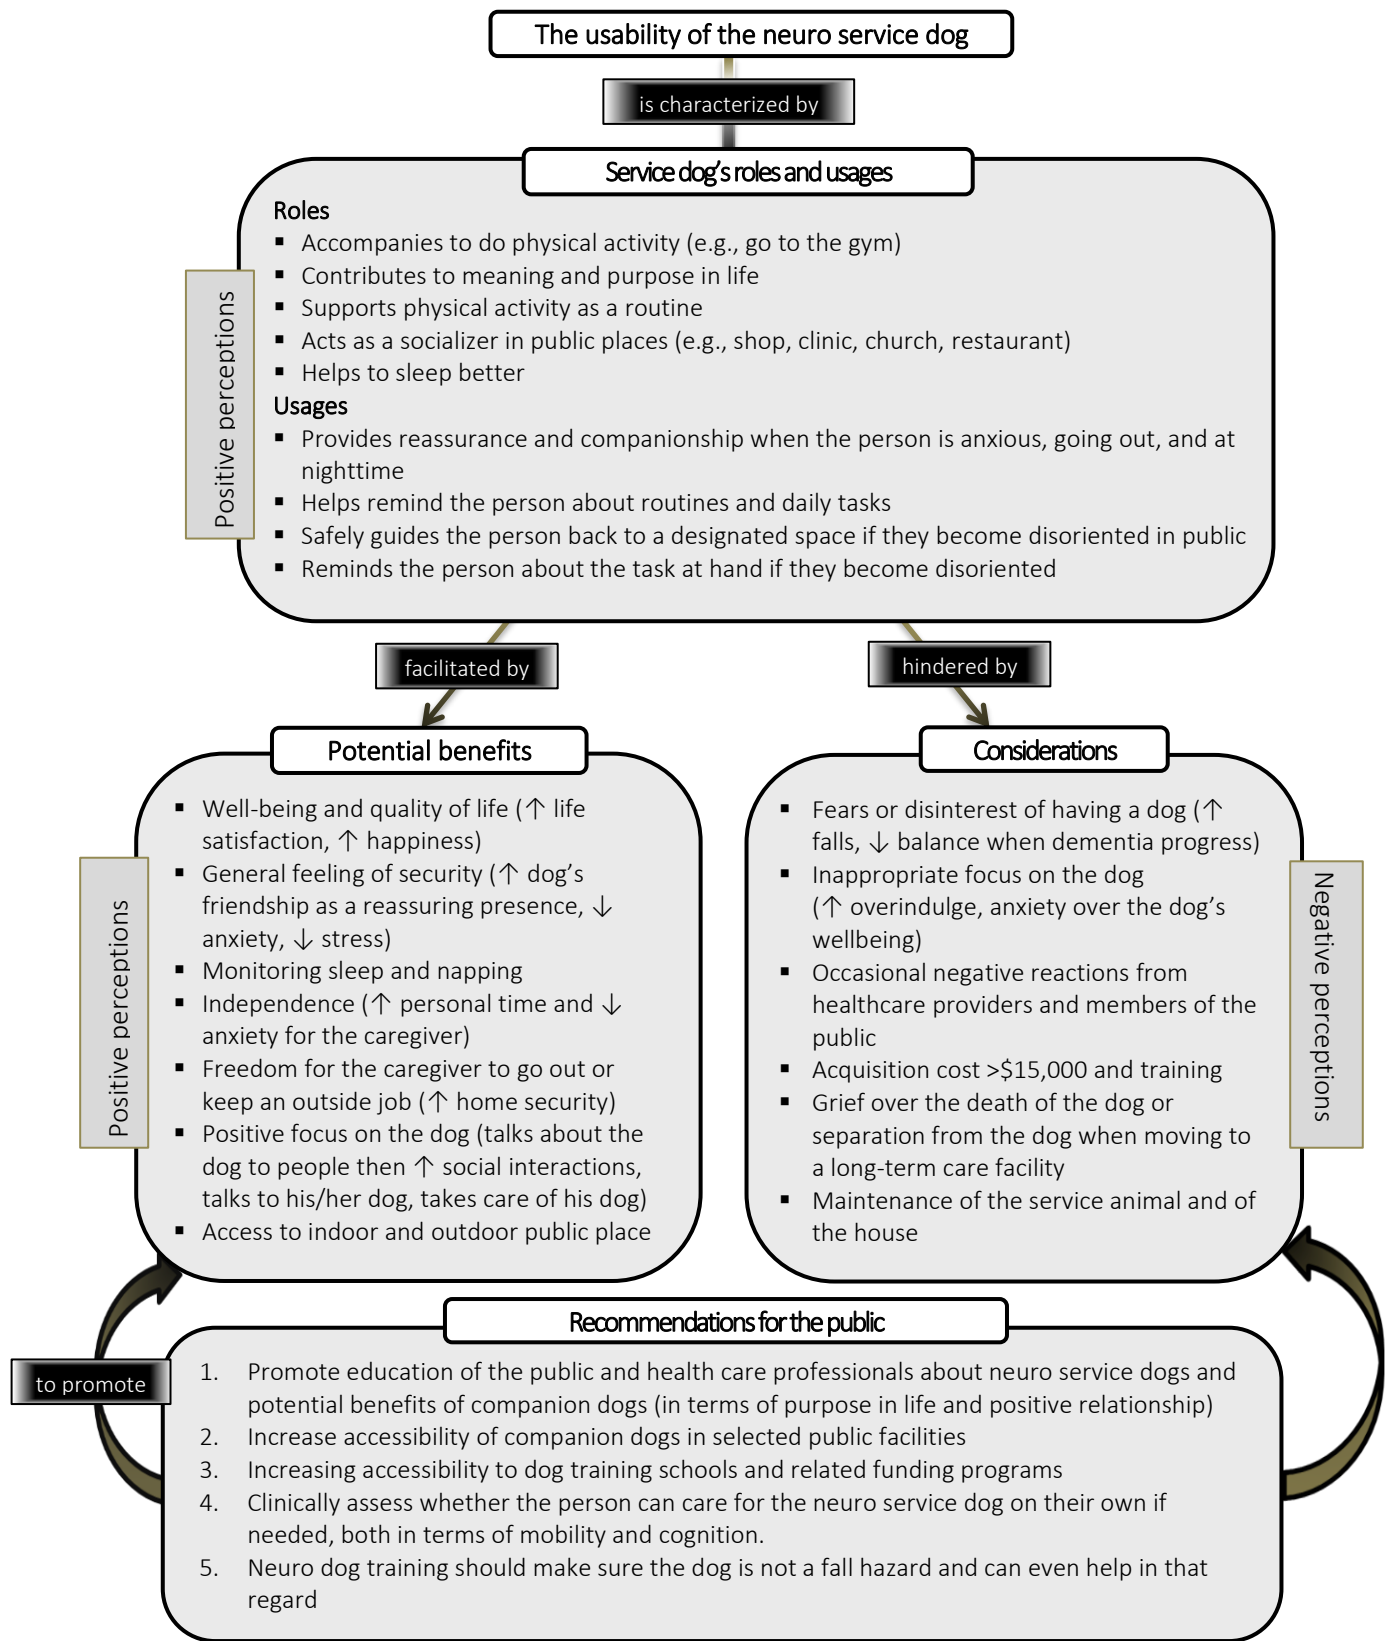 The usability of the neuro service dog
is characterized by
Service dog's roles and usages
Positive perceptions
Roles
▪ Accompanies to do physical activity (e.g., go to the gym)
▪ Contributes to meaning and purpose in life
▪ Supports physical activity as a routine
▪ Acts as a socializer in public places (e.g., shop, clinic, church, restaurant)
▪ Helps to sleep better
Usages
▪ Provides reassurance and companionship when the person is anxious, going out, and at
nighttime
▪ Helps remind the person about routines and daily tasks
▪ Safely guides the person back to a designated space if they become disoriented in public
▪ Reminds the person about the task at hand if they become disoriented
facilitated by
hindered by
Potential benefits
Positive perceptions
▪ Well-being and quality of life (↑ life
satisfaction, ↑ happiness)
▪ General feeling of security (↑ dog's
friendship as a reassuring presence, ↓
anxiety, ↓ stress)
▪ Monitoring sleep and napping
▪ Independence (↑ personal time and ↓
anxiety for the caregiver)
▪ Freedom for the caregiver to go out or
keep an outside job (↑ home security)
▪ Positive focus on the dog (talks about the
dog to people then ↑ social interactions,
talks to his/her dog, takes care of his dog)
▪ Access to indoor and outdoor public place
Considerations
▪ Fears or disinterest of having a dog (↑
falls, ↓ balance when dementia progress)
▪ Inappropriate focus on the dog
(↑ overindulge, anxiety over the dog's
wellbeing)
▪ Occasional negative reactions from
healthcare providers and members of the
public
▪ Acquisition cost >$15,000 and training
▪ Grief over the death of the dog or
separation from the dog when moving to
a long-term care facility
▪ Maintenance of the service animal and of
the house
Negative perceptions
Recommendations for the public
to promote
1. Promote education of the public and health care professionals about neuro service dogs and
potential benefits of companion dogs (in terms of purpose in life and positive relationship)
2. Increase accessibility of companion dogs in selected public facilities
3. Increasing accessibility to dog training schools and related funding programs
4. Clinically assess whether the person can care for the neuro service dog on their own if
needed, both in terms of mobility and cognition.
5. Neuro dog training should make sure the dog is not a fall hazard and can even help in that
regard